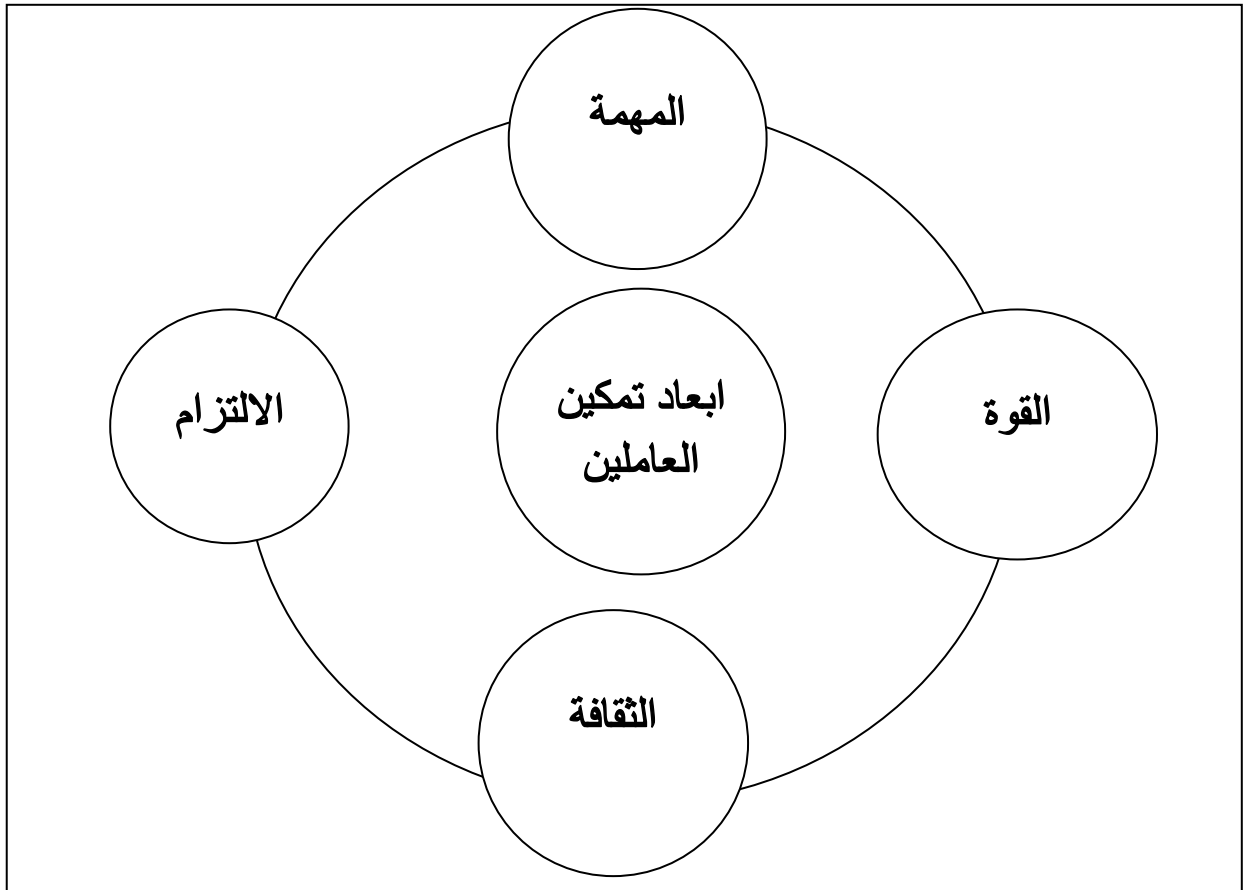 المهمة
القوة
ابعاد تمكين
العاملين
الالتزام
الثقافة